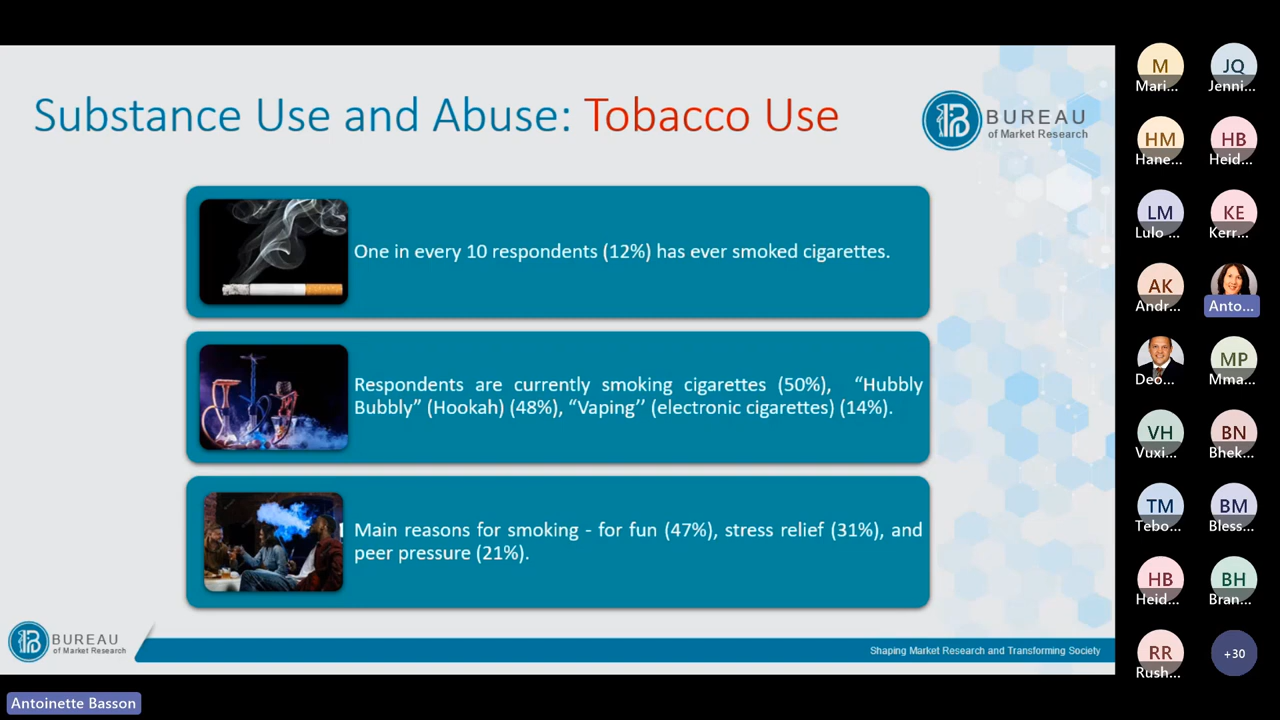 Substance Use and Abuse: Tobacco Use
BUREAU
of Market Research
One in every 10 respondents (12%) has ever smoked cigarettes.
Respondents are currently smoking cigarettes (50%), “Hubbly
Bubbly” (Hookah) (48%), “Vaping’’ (electronic cigarettes) (14%).
Main reasons for smoking - for fun (47%), stress relief (31%), and
peer pressure (21%).
BUREAU
of Market Research
Shaping Market Research and Transforming Society
Antoinette Basson
M
Mari...
JQ
Jenni...
HM
Hane...
HB
Heid...
LM
Lulo ...
KE
Kerr...
AK
Andr...
Anto...
Deo...
MP
Mma...
VH
Vuxi...
BN
Bhek...
TM
Tebo...
BM
Bless...
HB
Heid...
BH
Bran...
RR
Rush...
+30